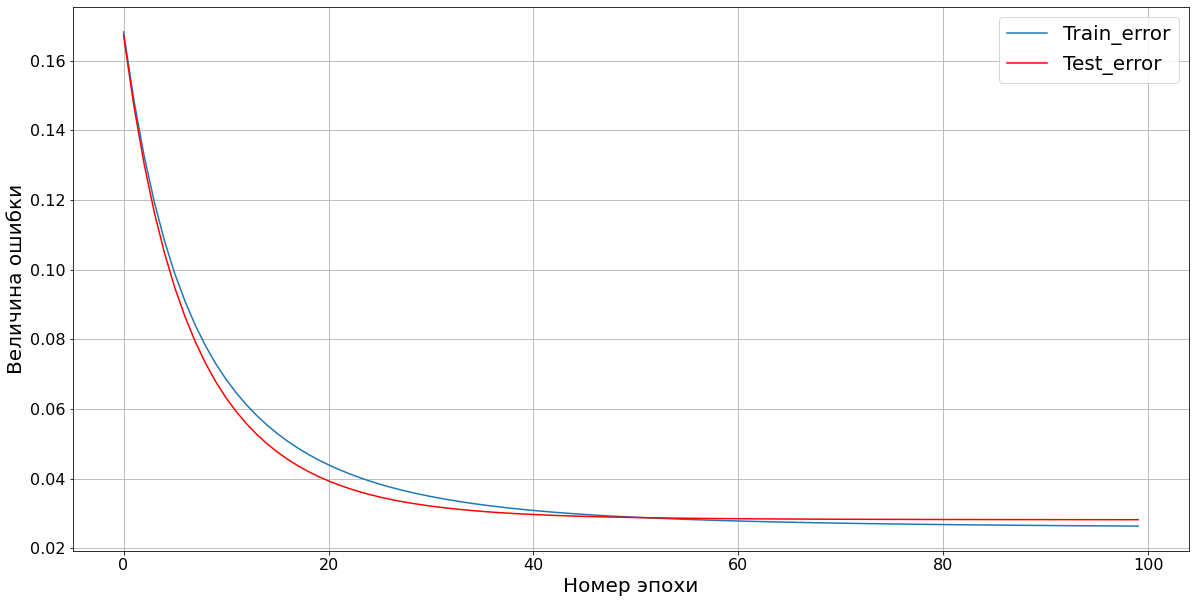 Train_error
Test_error
0.16
0.14
0.12
0.10
0.08
0.06
0.04
0.02
Величина ошибки
0 20 40 60 80 100
Номер эпохи